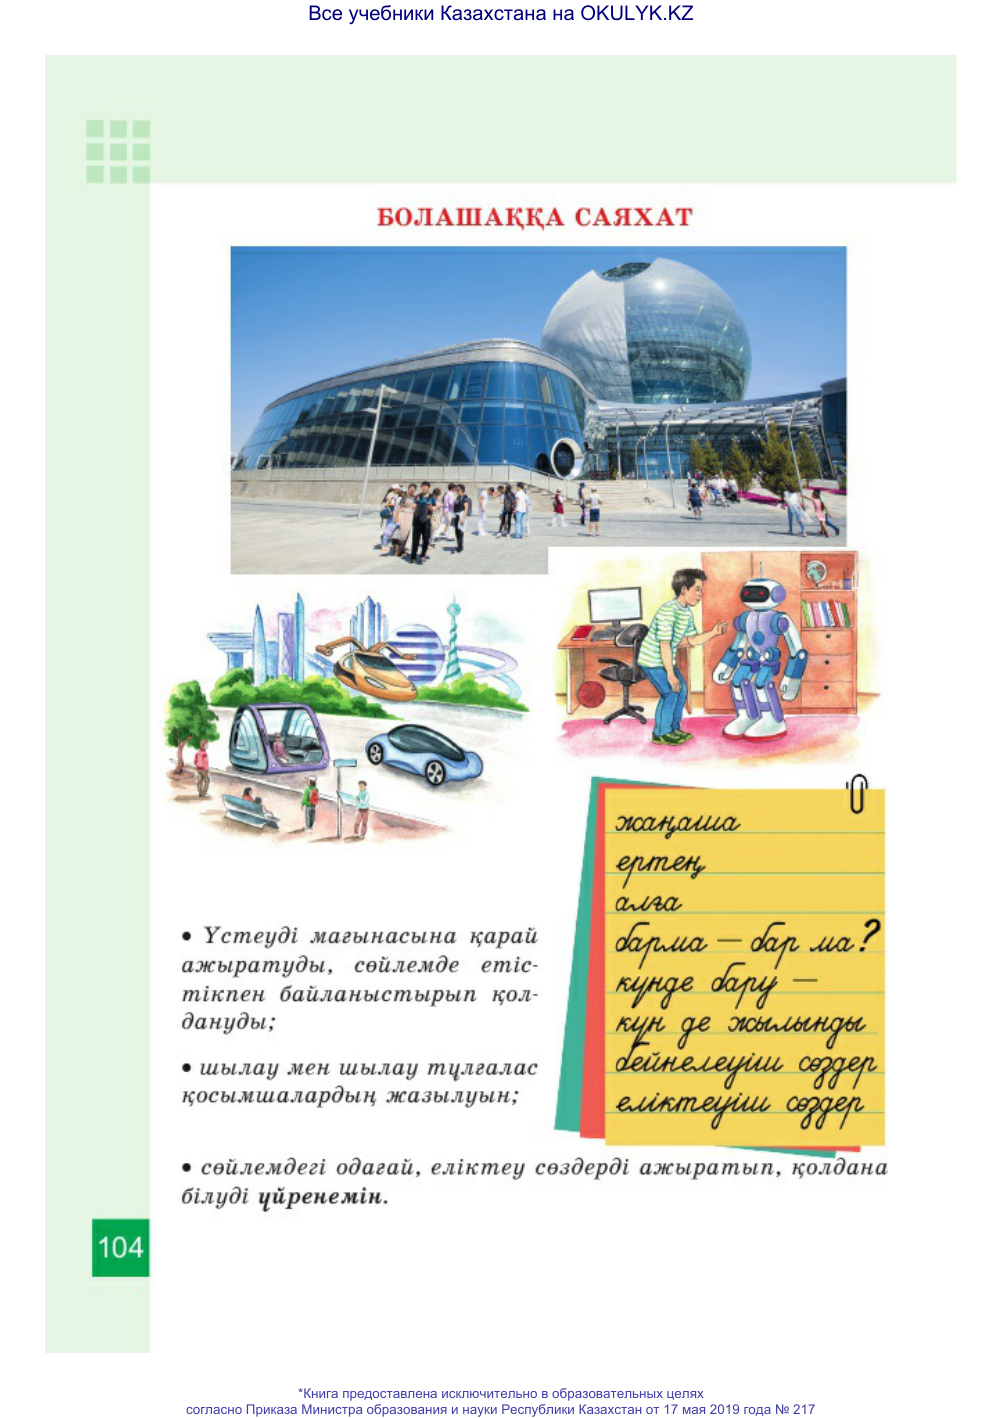 Все учебники Казахстана на OKULYK.KZ
БОЛАШАҚҚА САЯХАТ
жаңаша
ертең
алға
барма – бар ма?
күнде бару –
күн де жылынды
бейнелеуіш сөздер
еліктеуіш сөздер
• Үстеуді мағынасына қарай
ажыратуды, сөйлемде етіс-
тікпен байланыстырып қол-
дануды;
• шылау мен шылау тұлғалас
қосымшалардың жазылуын;
• сөйлемдегі одағай, еліктеу сөздерді ажыратып, қолдана
білуді үйренемін.
104
*Книга предоставлена исключительно в образовательных целях
согласно Приказа Министра образования и науки Республики Казахстан от 17 мая 2019 года № 217